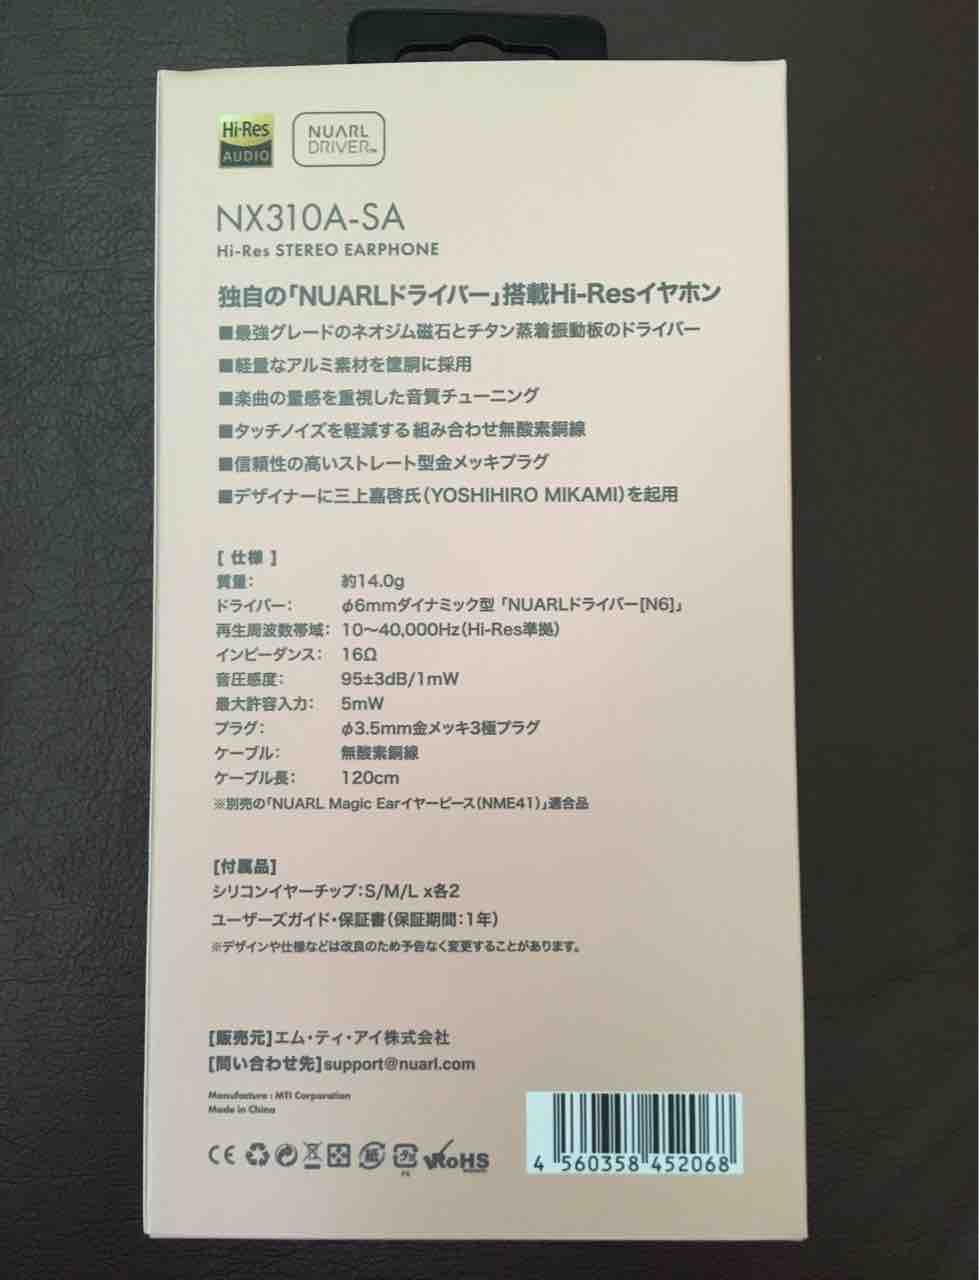 Hi-Res
AUDIO
NUARL
DRIVER™
NX310A-SA
Hi-Res STEREO EARPHONE
独自の「NUARLドライバー」搭載Hi-Resイヤホン
■最強グレードのネオジム磁石とチタン蒸着振動板のドライバー
■軽量なアルミ素材を筐胴に採用
■楽曲の量感を重視した音質チューニング
■タッチノイズを軽減する組み合わせ無酸素銅線
■信頼性の高いストレート型金メッキプラグ
■デザイナーに三上嘉啓氏(YOSHIHIRO MIKAMI)を起用
[ 仕様 ]
質量: 約14.0g
ドライバー: φ6mmダイナミック型「NUARLドライバー[N6]」
再生周波数帯域: 10〜40,000Hz(Hi-Res準拠)
インピーダンス: 16Ω
音圧感度: 95±3dB/1mW
最大許容入力: 5mW
プラグ: φ3.5mm金メッキ3極プラグ
ケーブル: 無酸素銅線
ケーブル長: 120cm
※別売の「NUARL Magic Earイヤーピース(NME41)」適合品
[付属品]
シリコンイヤーチップ:S/M/L x各2
ユーザーズガイド・保証書(保証期間:1年)
※デザインや仕様などは改良のため予告なく変更することがあります。
[販売元]エム・ティ・アイ株式会社
[問い合わせ先]support@nuarl.com
Manufacture : MTI Corporation
Made in China
CE 紙 プラ RoHS
4 560358 452068